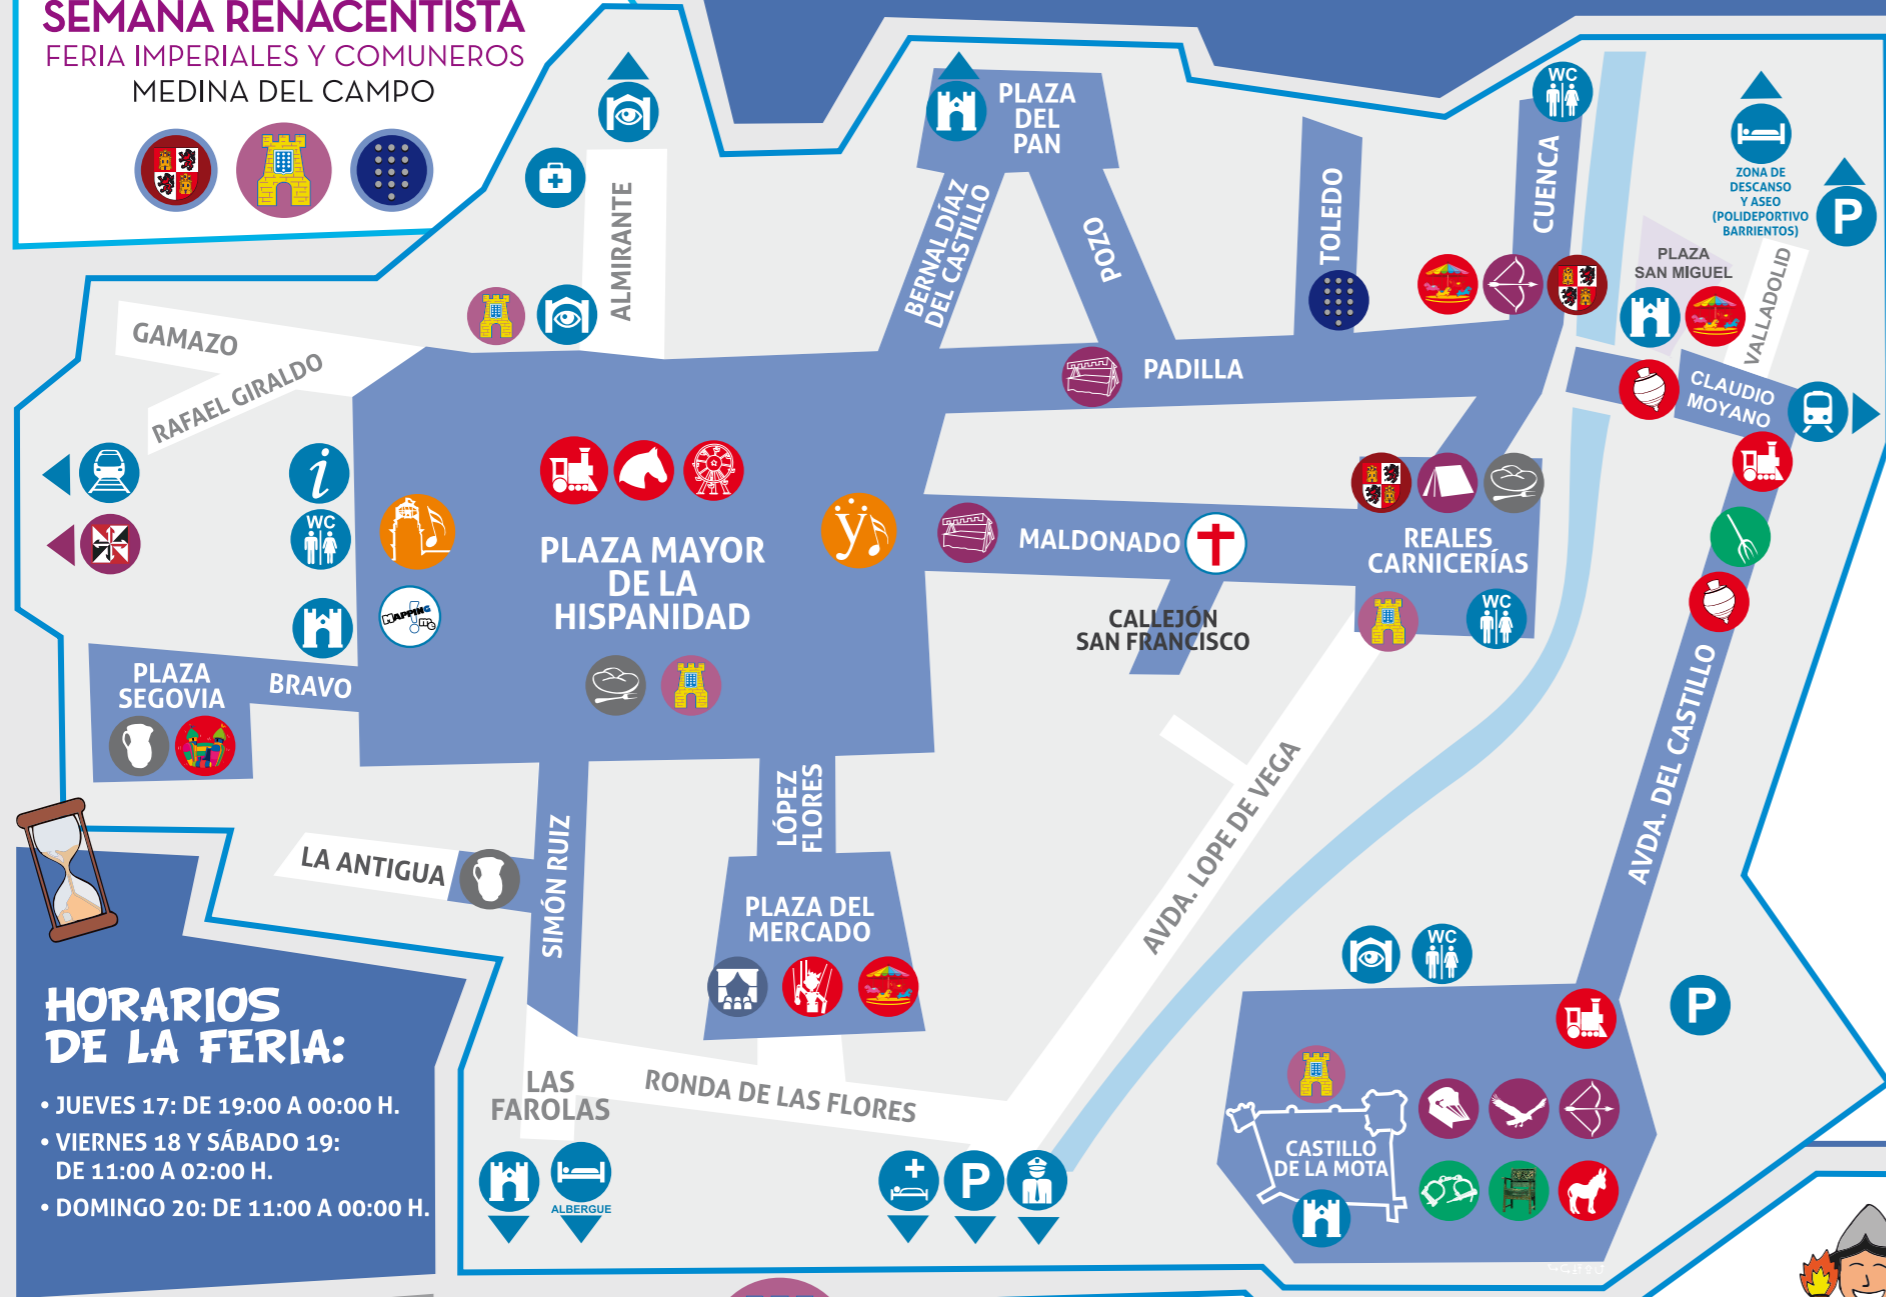 SEMANA RENACENTISTA
FERIA IMPERIALES Y COMUNEROS
MEDINA DEL CAMPO
PLAZA
DEL
PAN
WC
CUENCA
ZONA DE
DESCANSO
Y ASEO
(POLIDEPORTIVO
BARRIENTOS)
P
ALMIRANTE
BERNAL DÍAZ
DEL CASTILLO
POZO
TOLEDO
PLAZA
SAN MIGUEL
VALLADOLID
GAMAZO
RAFAEL GIRALDO
PADILLA
CLAUDIO
MOYANO
i
WC
PLAZA MAYOR
DE LA
HISPANIDAD
ÿ
MALDONADO
REALES
CARNICERÍAS
WC
MAPPING
me
CALLEJÓN
SAN FRANCISCO
PLAZA
SEGOVIA
BRAVO
AVDA. DEL CASTILLO
LÓPEZ
FLORES
SIMÓN RUIZ
LA ANTIGUA
AVDA. LOPE DE VEGA
PLAZA DEL
MERCADO
WC
P
HORARIOS
DE LA FERIA:
• JUEVES 17: DE 19:00 A 00:00 H.
• VIERNES 18 Y SÁBADO 19:
DE 11:00 A 02:00 H.
• DOMINGO 20: DE 11:00 A 00:00 H.
LAS
FAROLAS
RONDA DE LAS FLORES
ALBERGUE
P
CASTILLO
DE LA MOTA